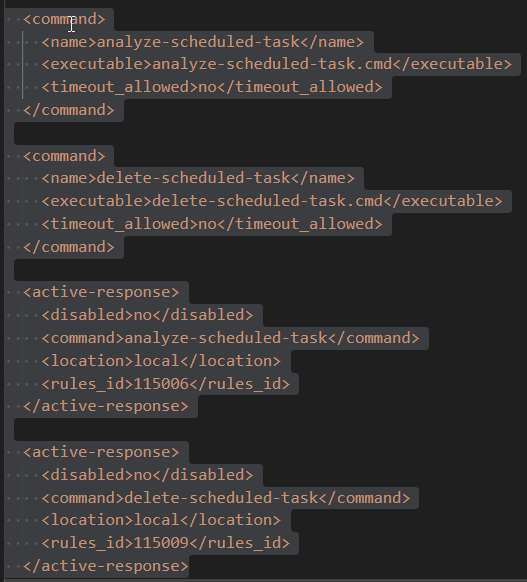 <command>
<name>analyze-scheduled-task</name>
<executable>analyze-scheduled-task.cmd</executable>
<timeout_allowed>no</timeout_allowed>
</command>
<command>
<name>delete-scheduled-task</name>
<executable>delete-scheduled-task.cmd</executable>
<timeout_allowed>no</timeout_allowed>
</command>
<active-response>
<disabled>no</disabled>
<command>analyze-scheduled-task</command>
<location>local</location>
<rules_id>115006</rules_id>
</active-response>
<active-response>
<disabled>no</disabled>
<command>delete-scheduled-task</command>
<location>local</location>
<rules_id>115009</rules_id>
</active-response>